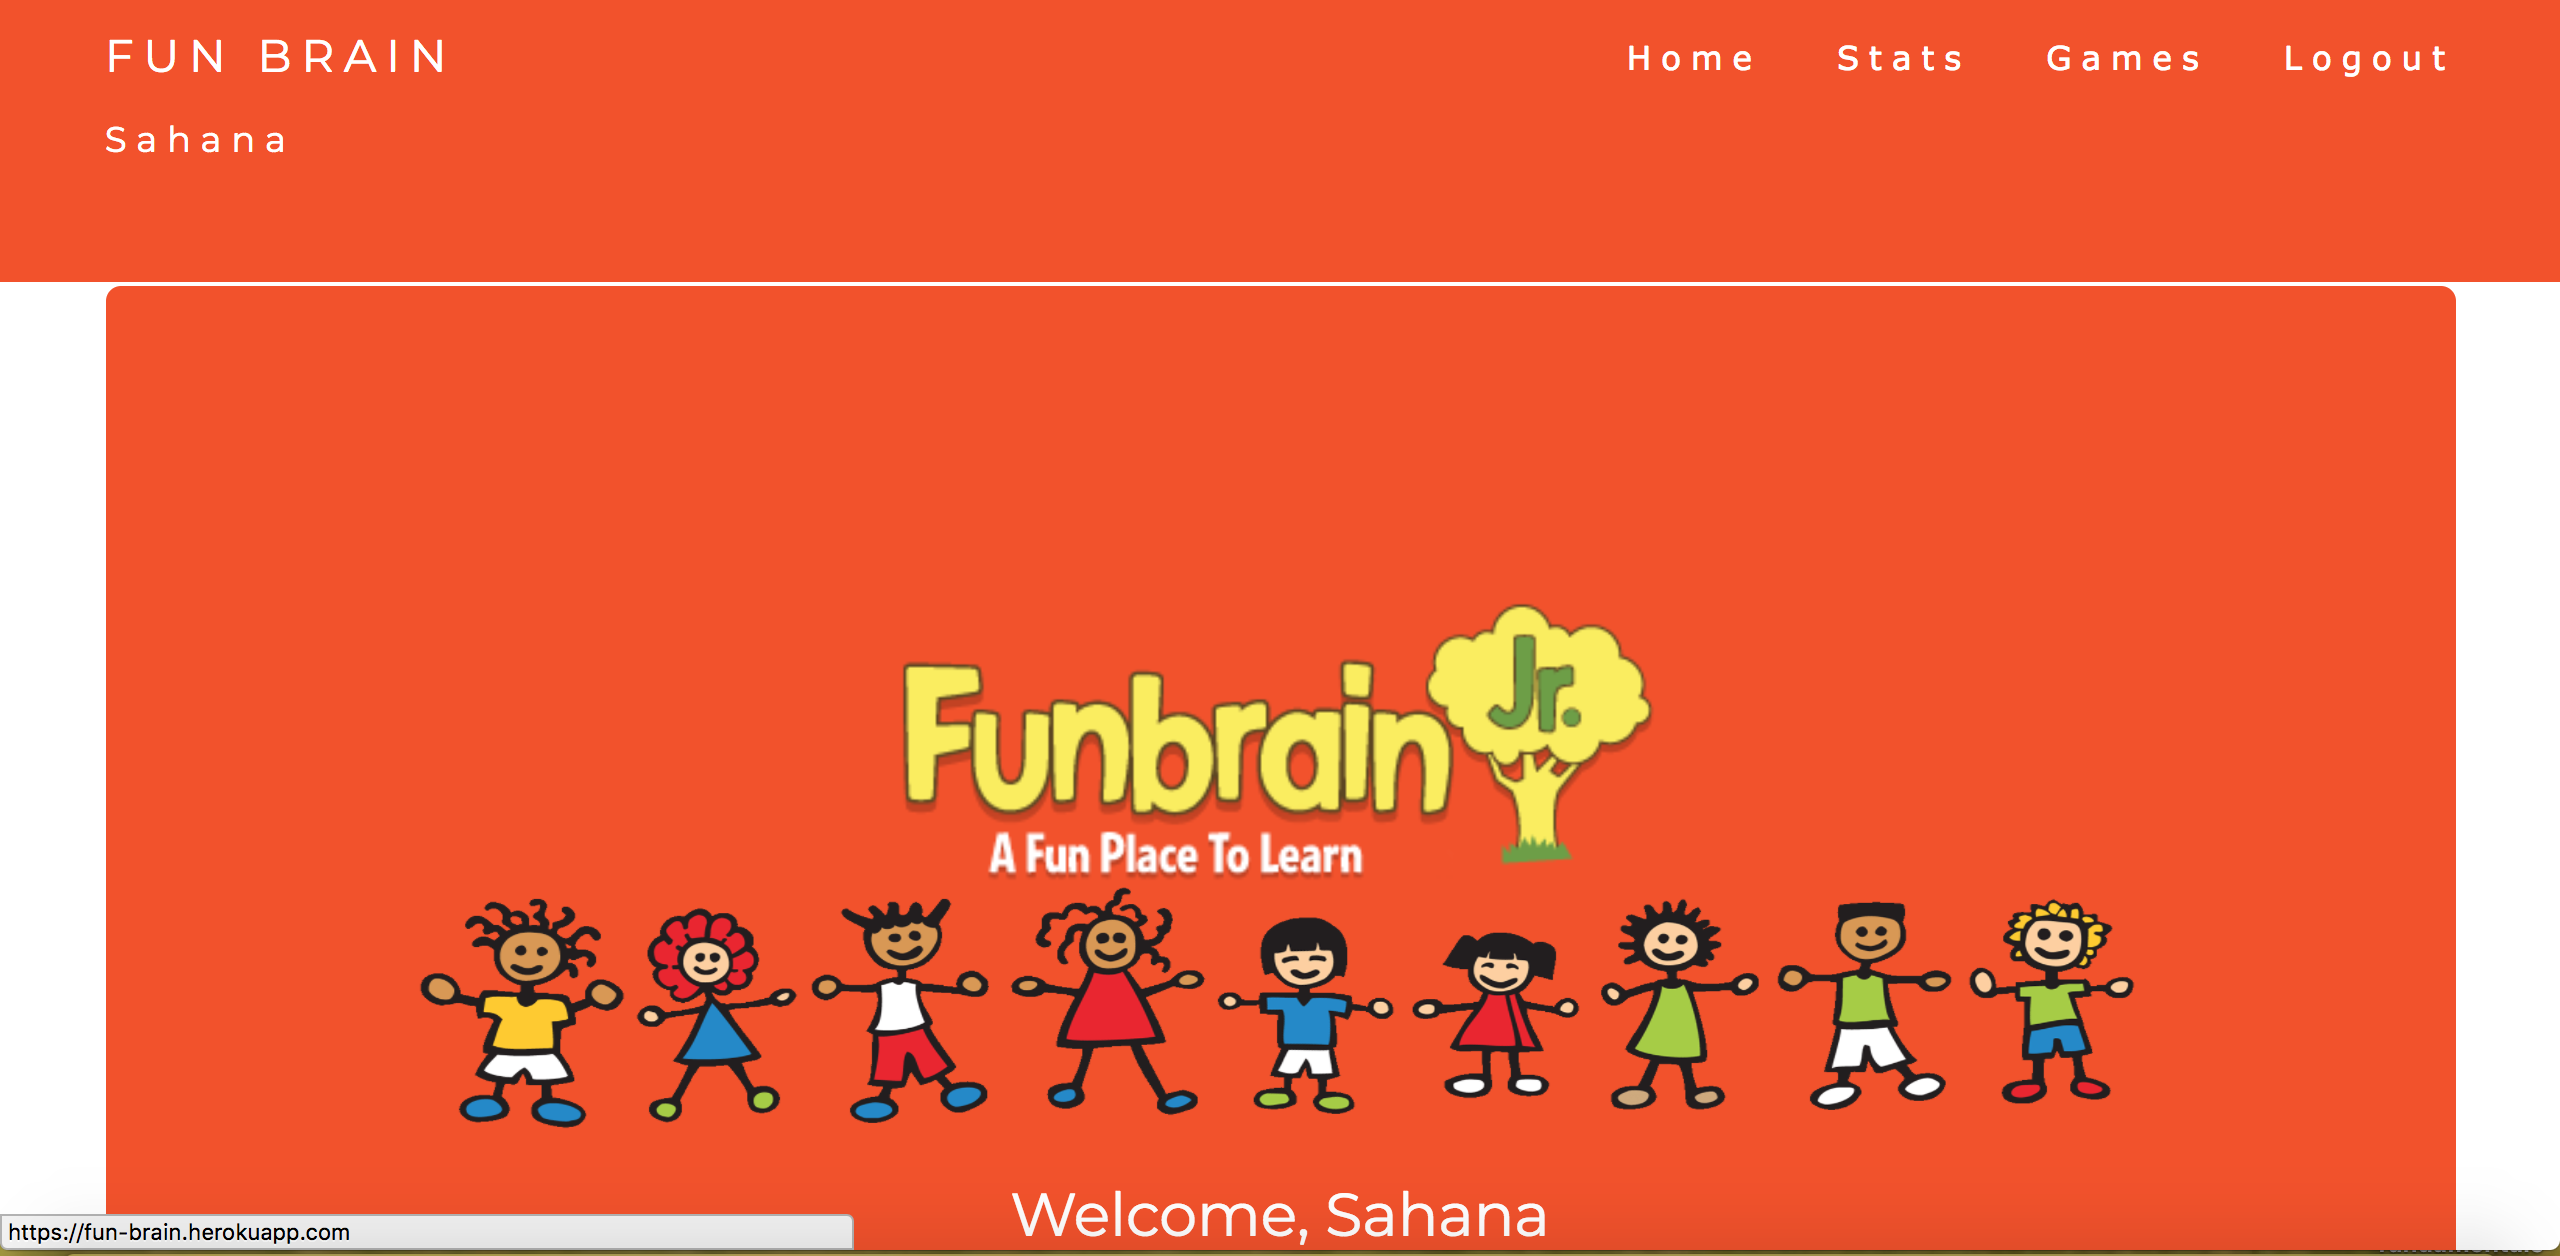 FUN BRAIN
Home Stats Games Logout
Sahana
Funbrain Jr.
A Fun Place To Learn
Welcome, Sahana
https://fun-brain.herokuapp.com